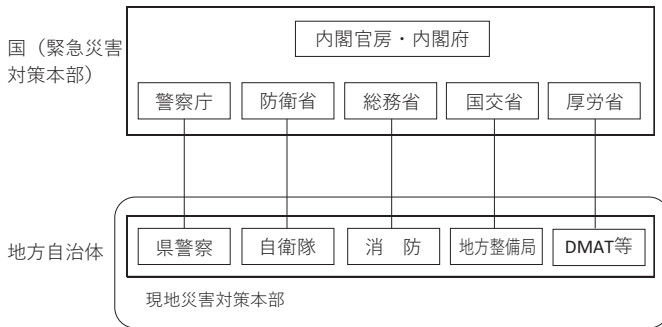 国（緊急災害
対策本部）
内閣官房・内閣府
警察庁
防衛省
総務省
国交省
厚労省
地方自治体
県警察
自衛隊
消　防
地方整備局
DMAT等
現地災害対策本部